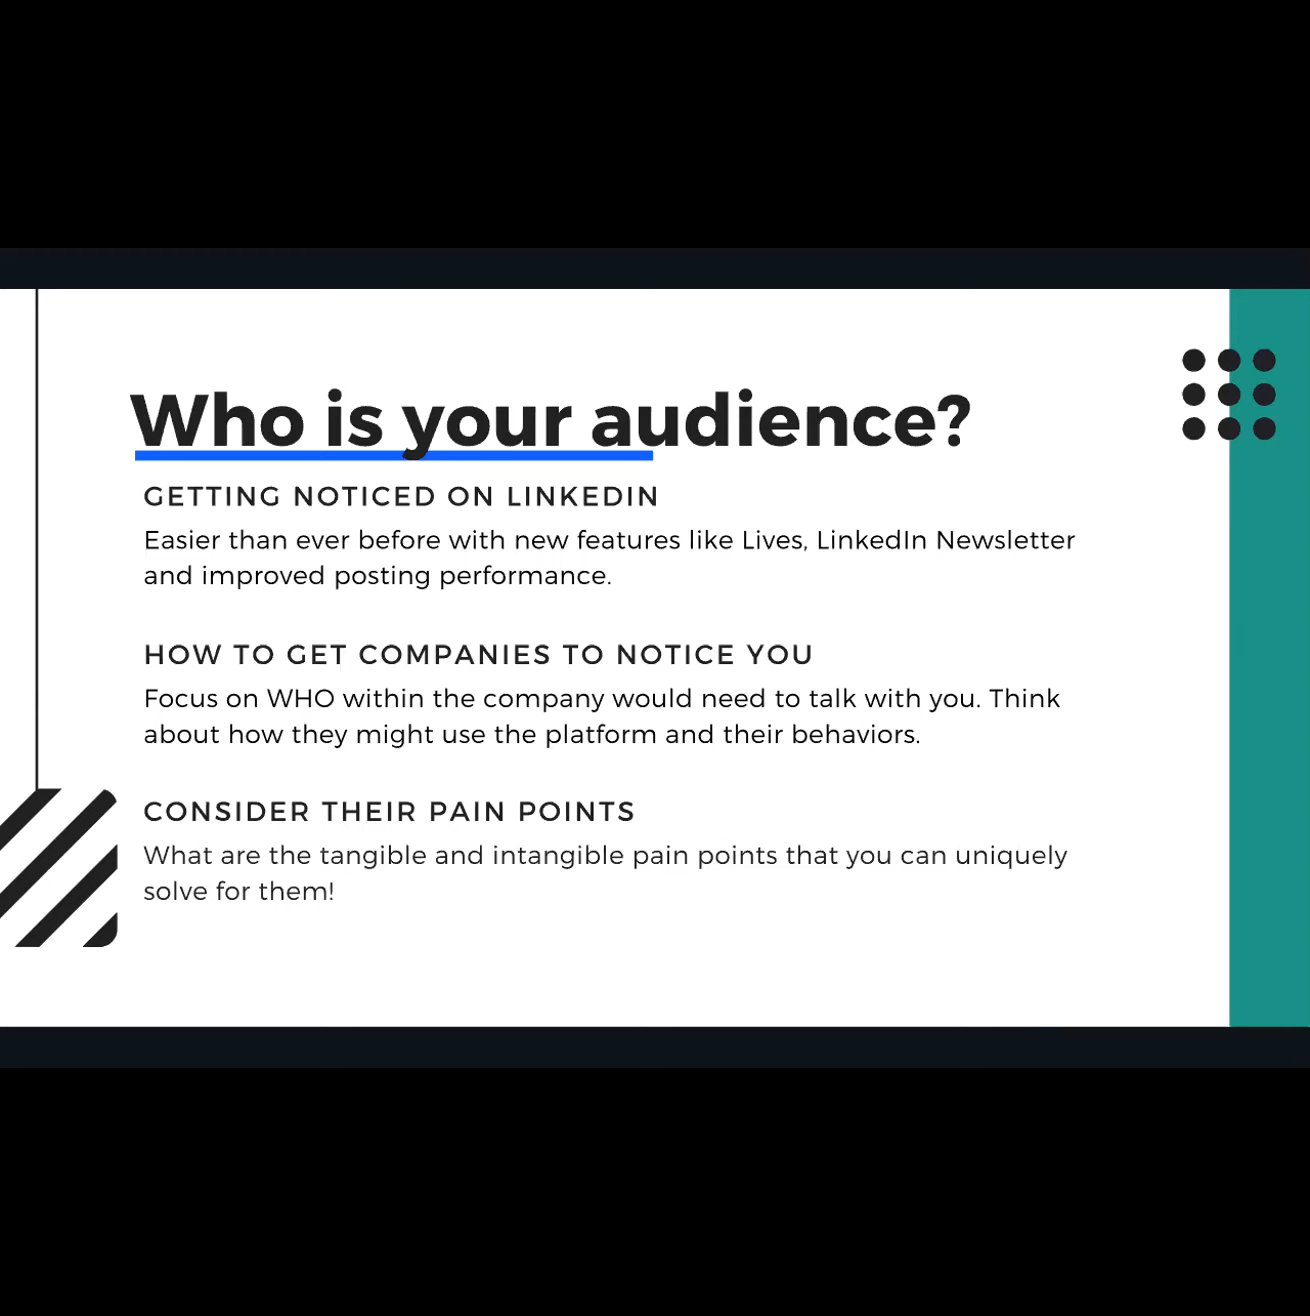 Who is your audience?
GETTING NOTICED ON LINKEDIN
Easier than ever before with new features like Lives, LinkedIn Newsletter
and improved posting performance.
HOW TO GET COMPANIES TO NOTICE YOU
Focus on WHO within the company would need to talk with you. Think
about how they might use the platform and their behaviors.
CONSIDER THEIR PAIN POINTS
What are the tangible and intangible pain points that you can uniquely
solve for them!